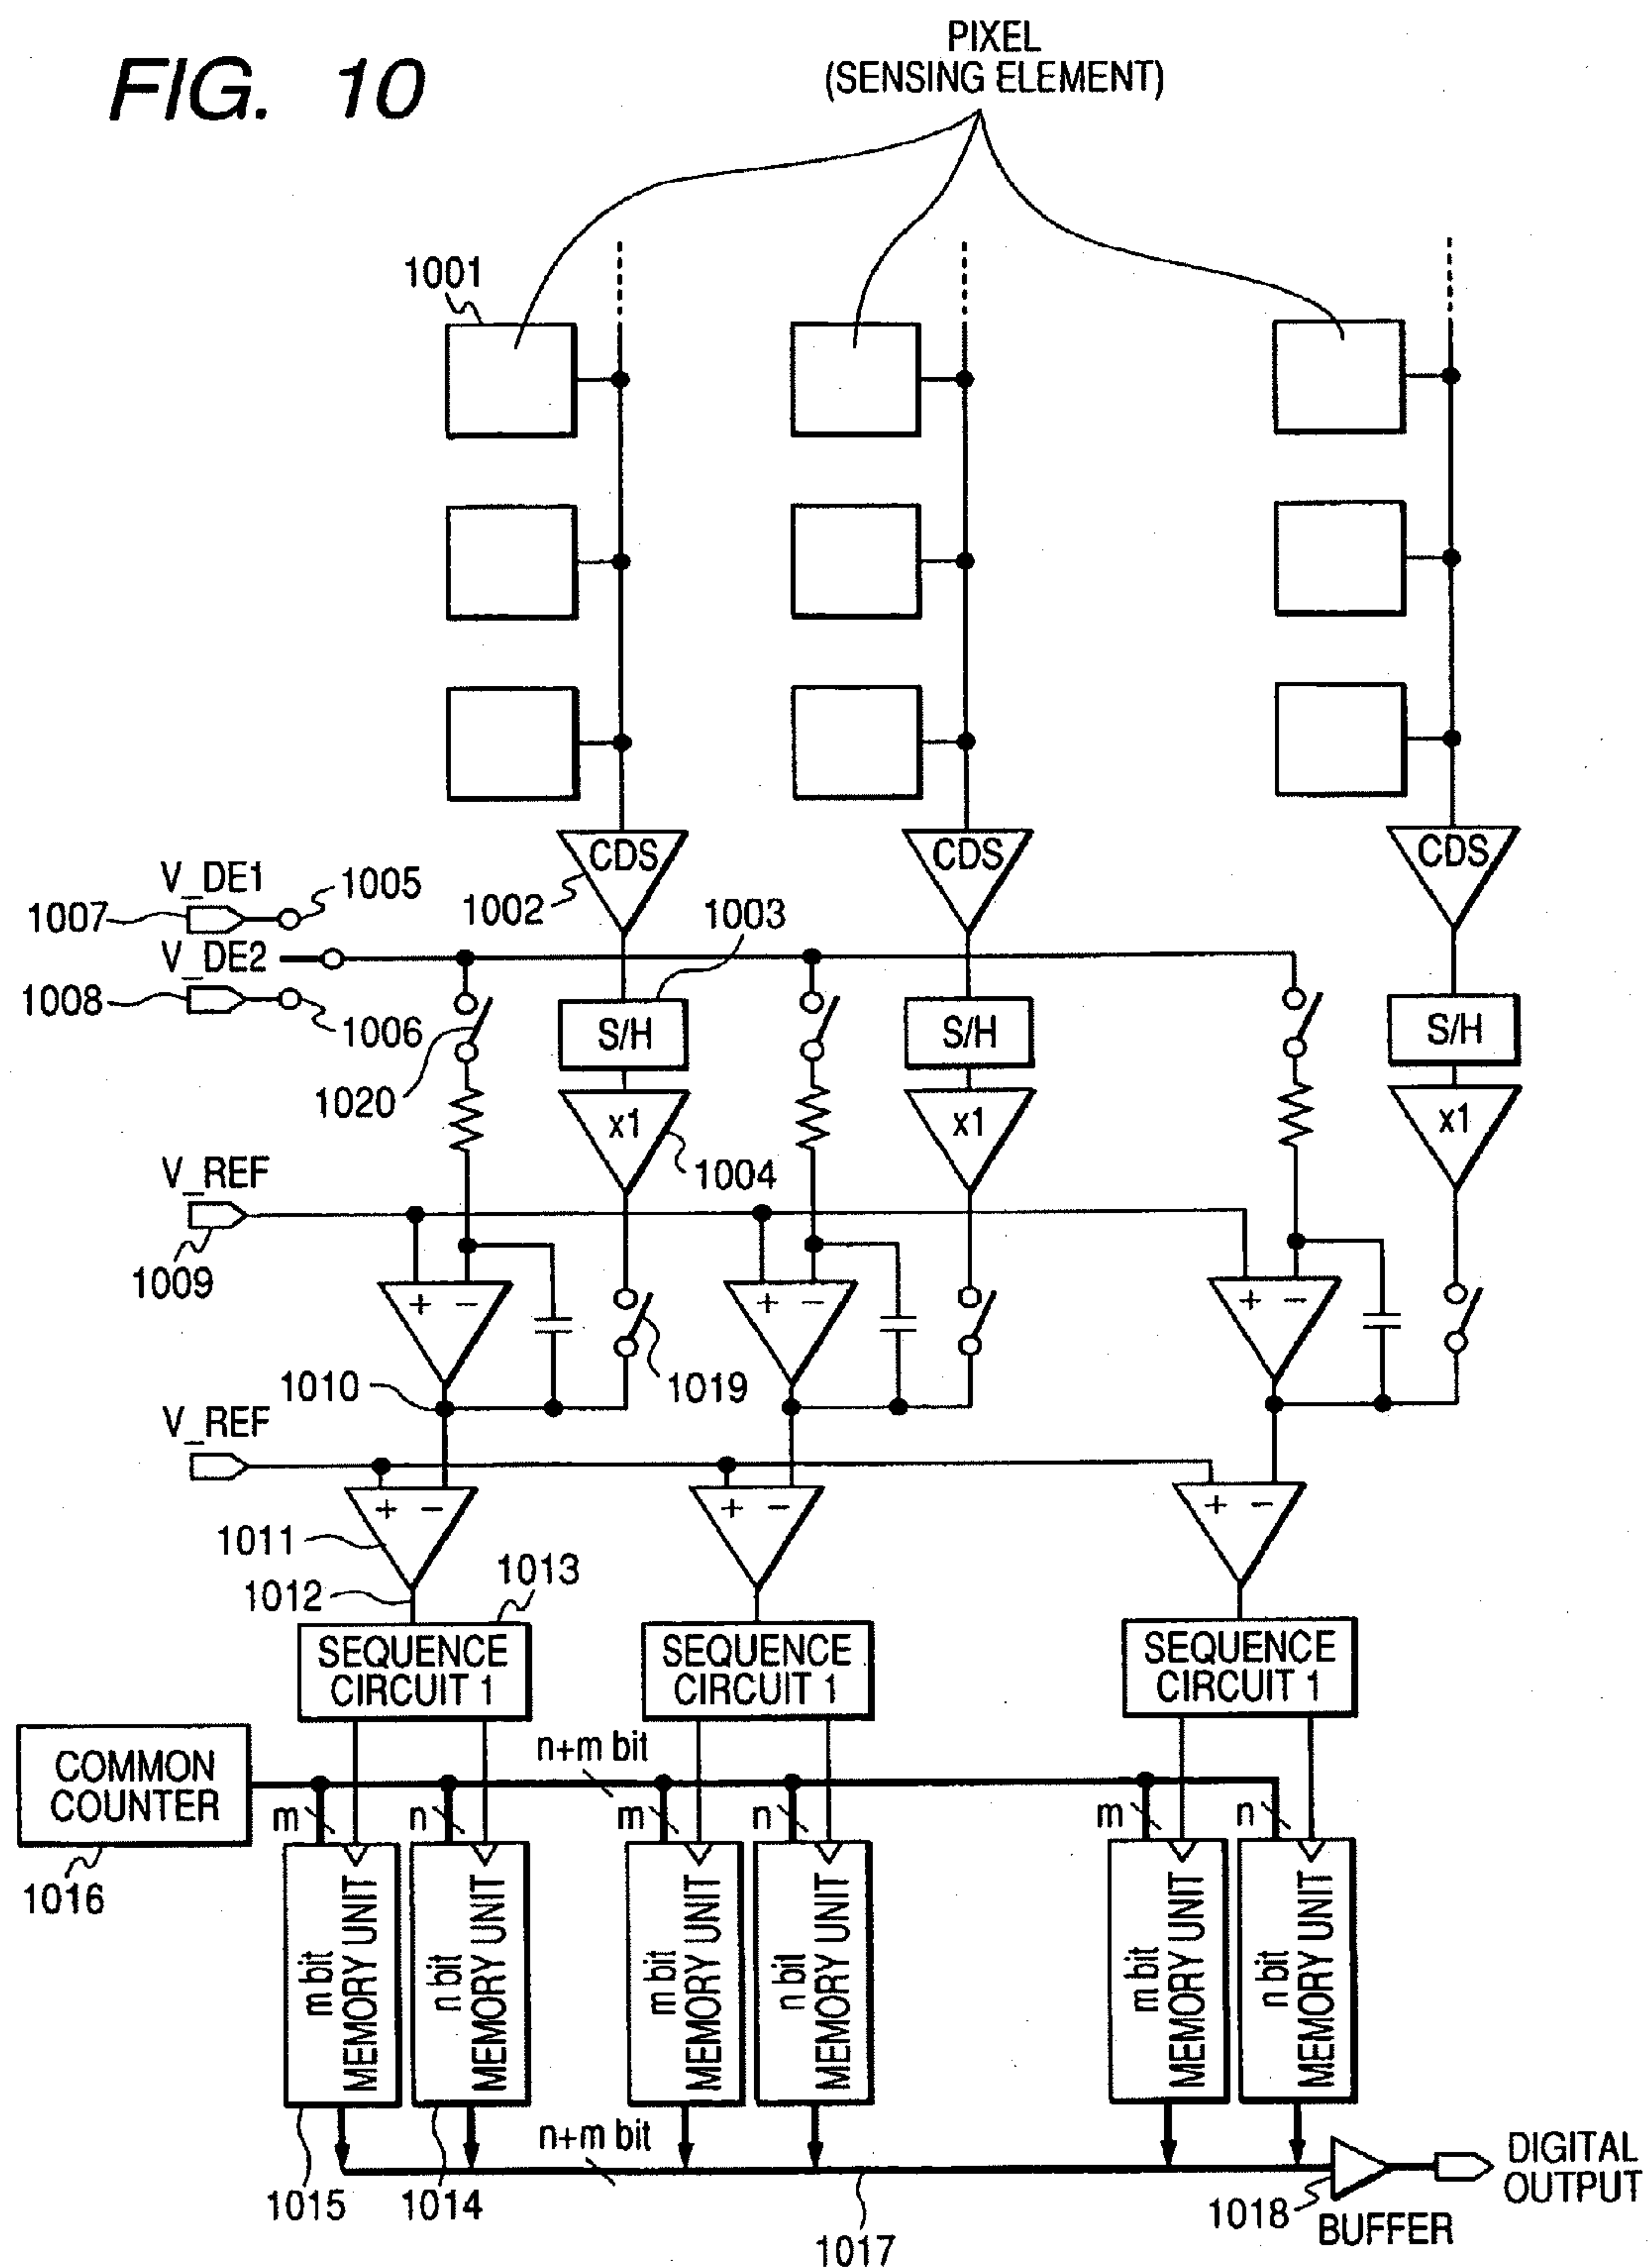 FIG. 10
PIXEL
(SENSING ELEMENT)
1001
CDS CDS CDS
1002
V_DE1
1005
1007
1003
V_DE2
1008
1006
S/H S/H S/H
1020
x1 x1 x1
1004
V_REF
1009
+ − + − + −
1019
1010
V_REF
+ − + − + −
1011
1013
1012
SEQUENCE
CIRCUIT 1
SEQUENCE
CIRCUIT 1
SEQUENCE
CIRCUIT 1
COMMON
COUNTER
n+m bit
m n m n m n
1016
m bit
MEMORY UNIT
n bit
MEMORY UNIT
m bit
MEMORY UNIT
n bit
MEMORY UNIT
m bit
MEMORY UNIT
n bit
MEMORY UNIT
n+m bit
1015
1014
1017
1018
BUFFER
DIGITAL
OUTPUT